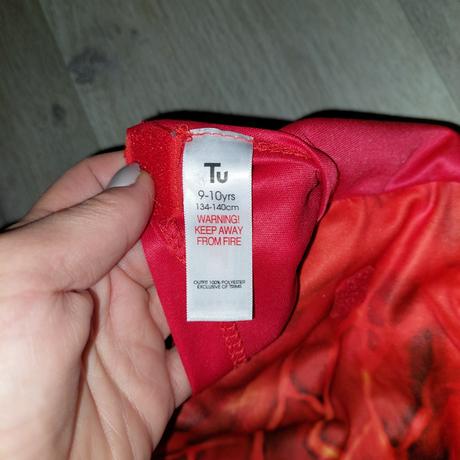 Tu
9-10yrs
134-140cm
WARNING!
KEEP AWAY
FROM FIRE
OUTFIT 100% POLYESTER
EXCLUSIVE OF TRIMS